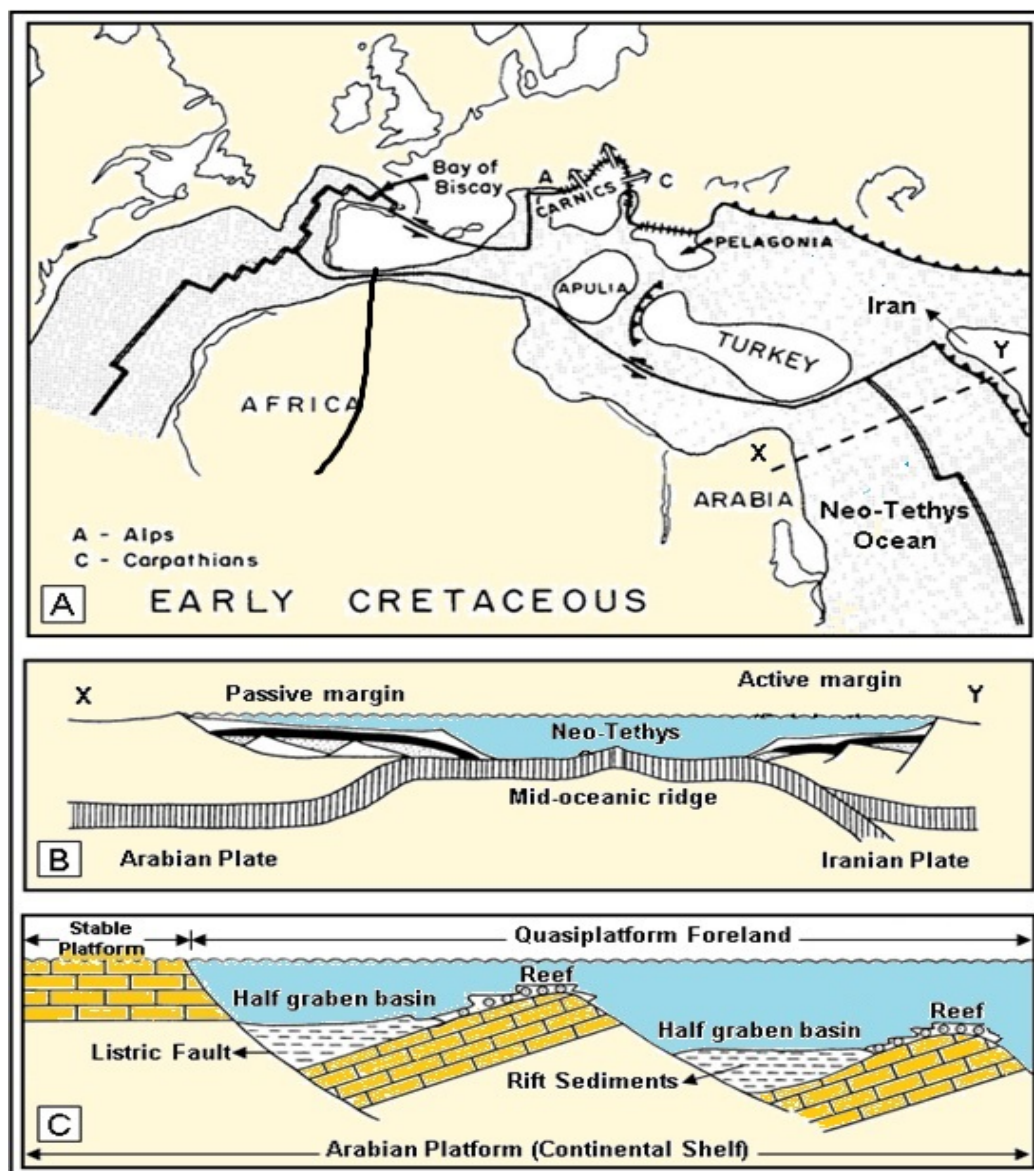 Bay of
Biscay
A
CARNICS
C
PELAGONIA
APULIA
Iran
TURKEY
Y
AFRICA
X
ARABIA
Neo-Tethys
Ocean
A - Alps
C - Carpathians
A
EARLY CRETACEOUS
X
Passive margin
Active margin
Y
Neo-Tethys
Mid-oceanic ridge
B
Arabian Plate
Iranian Plate
Stable
Platform
Quasiplatform Foreland
Reef
Half graben basin
Reef
Half graben basin
Listric Fault
Rift Sediments
C
Arabian Platform (Continental Shelf)